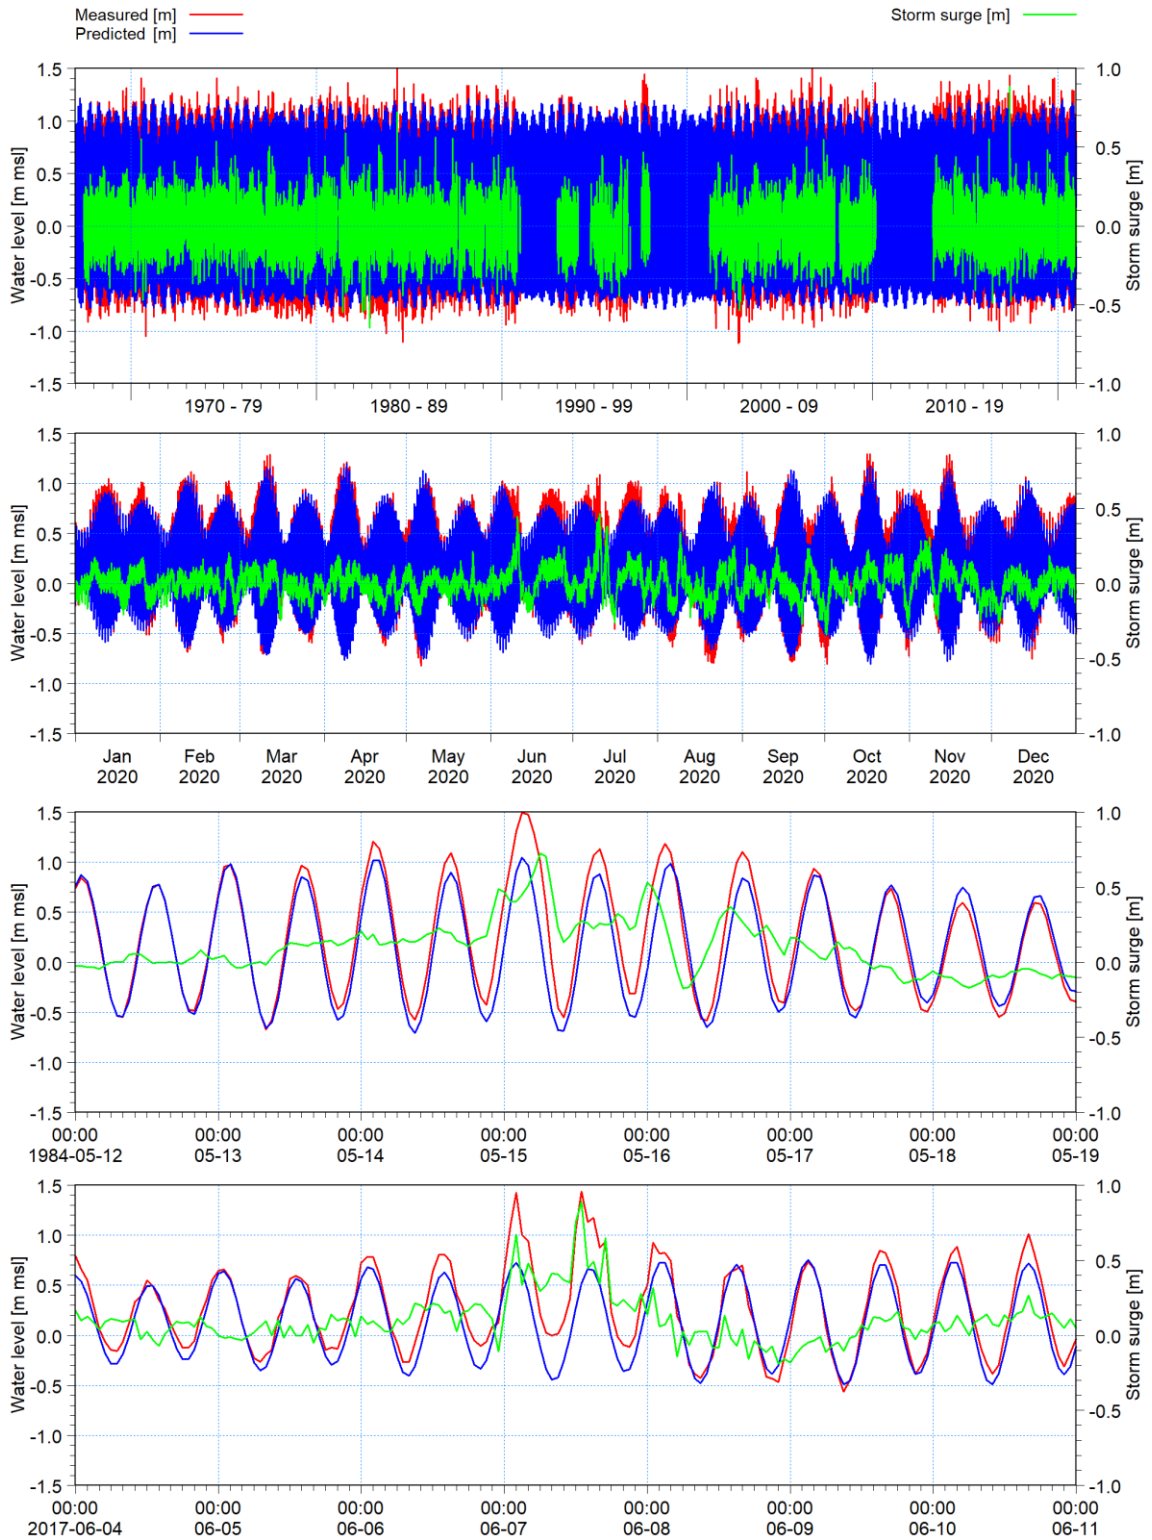 Measured [m]
Predicted [m]
Storm surge [m]
1.5
1.0
0.5
0.0
-0.5
-1.0
-1.5
Water level [m msl]
1.0
0.5
0.0
-0.5
-1.0
Storm surge [m]
1970 - 79 1980 - 89 1990 - 99 2000 - 09 2010 - 19
1.5
1.0
0.5
0.0
-0.5
-1.0
-1.5
Water level [m msl]
1.0
0.5
0.0
-0.5
-1.0
Storm surge [m]
Jan Feb Mar Apr May Jun Jul Aug Sep Oct Nov Dec
2020 2020 2020 2020 2020 2020 2020 2020 2020 2020 2020 2020
1.5
1.0
0.5
0.0
-0.5
-1.0
-1.5
Water level [m msl]
1.0
0.5
0.0
-0.5
-1.0
Storm surge [m]
00:00 00:00 00:00 00:00 00:00 00:00 00:00 00:00
1984-05-12 05-13 05-14 05-15 05-16 05-17 05-18 05-19
1.5
1.0
0.5
0.0
-0.5
-1.0
-1.5
Water level [m msl]
1.0
0.5
0.0
-0.5
-1.0
Storm surge [m]
00:00 00:00 00:00 00:00 00:00 00:00 00:00 00:00
2017-06-04 06-05 06-06 06-07 06-08 06-09 06-10 06-11